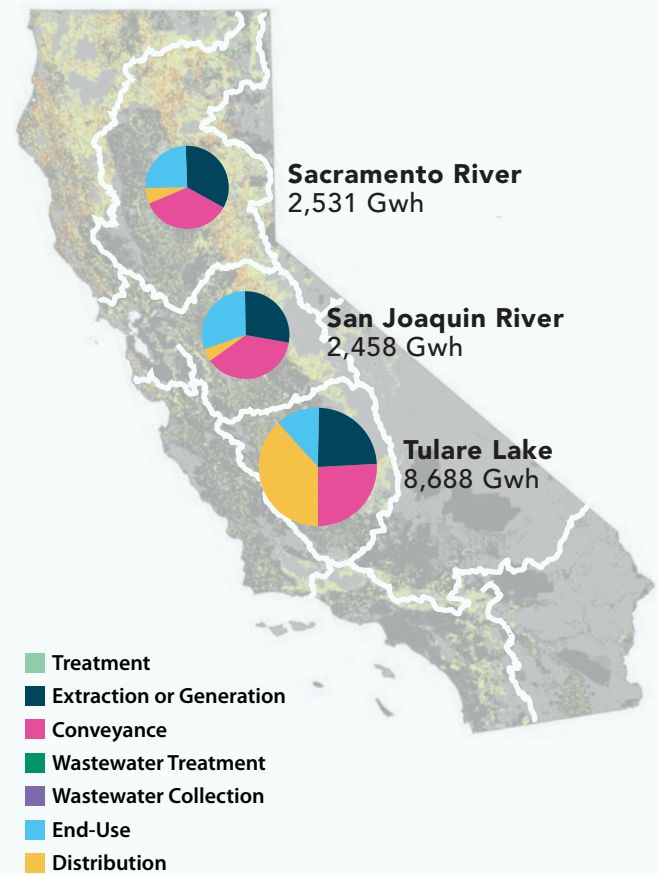 Sacramento River
2,531 Gwh
San Joaquin River
2,458 Gwh
Tulare Lake
8,688 Gwh
Treatment
Extraction or Generation
Conveyance
Wastewater Treatment
Wastewater Collection
End-Use
Distribution